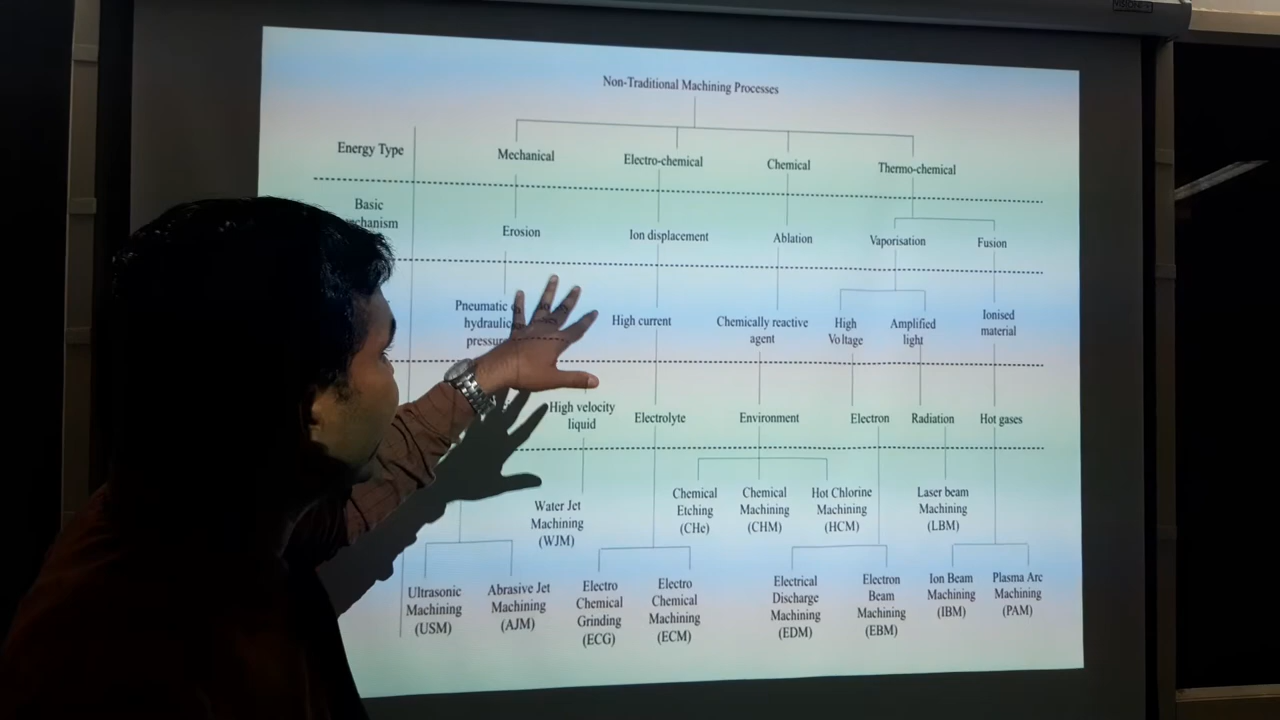 VISION
Non-Traditional Machining Processes
Energy Type
Mechanical
Electro-chemical
Chemical
Thermo-chemical
Basic
Erosion
Ion displacement
Ablation
Vaporisation
Fusion
Pneumatic
hydraulic
High current
Chemically reactive
agent
High
Voltage
Amplified
light
Ionised
material
High velocity
liquid
Electrolyte
Environment
Electron
Radiation
Hot gases
Water Jet
Machining
(WJM)
Chemical
Etching
(CHe)
Chemical
Machining
(CHM)
Hot Chlorine
Machining
(HCM)
Laser beam
Machining
(LBM)
Ultrasonic
Machining
(USM)
Abrasive Jet
Machining
(AJM)
Electro
Chemical
Grinding
(ECG)
Electro
Chemical
Machining
(ECM)
Electrical
Discharge
Machining
(EDM)
Electron
Beam
Machining
(EBM)
Ion Beam
Machining
(IBM)
Plasma Arc
Machining
(PAM)